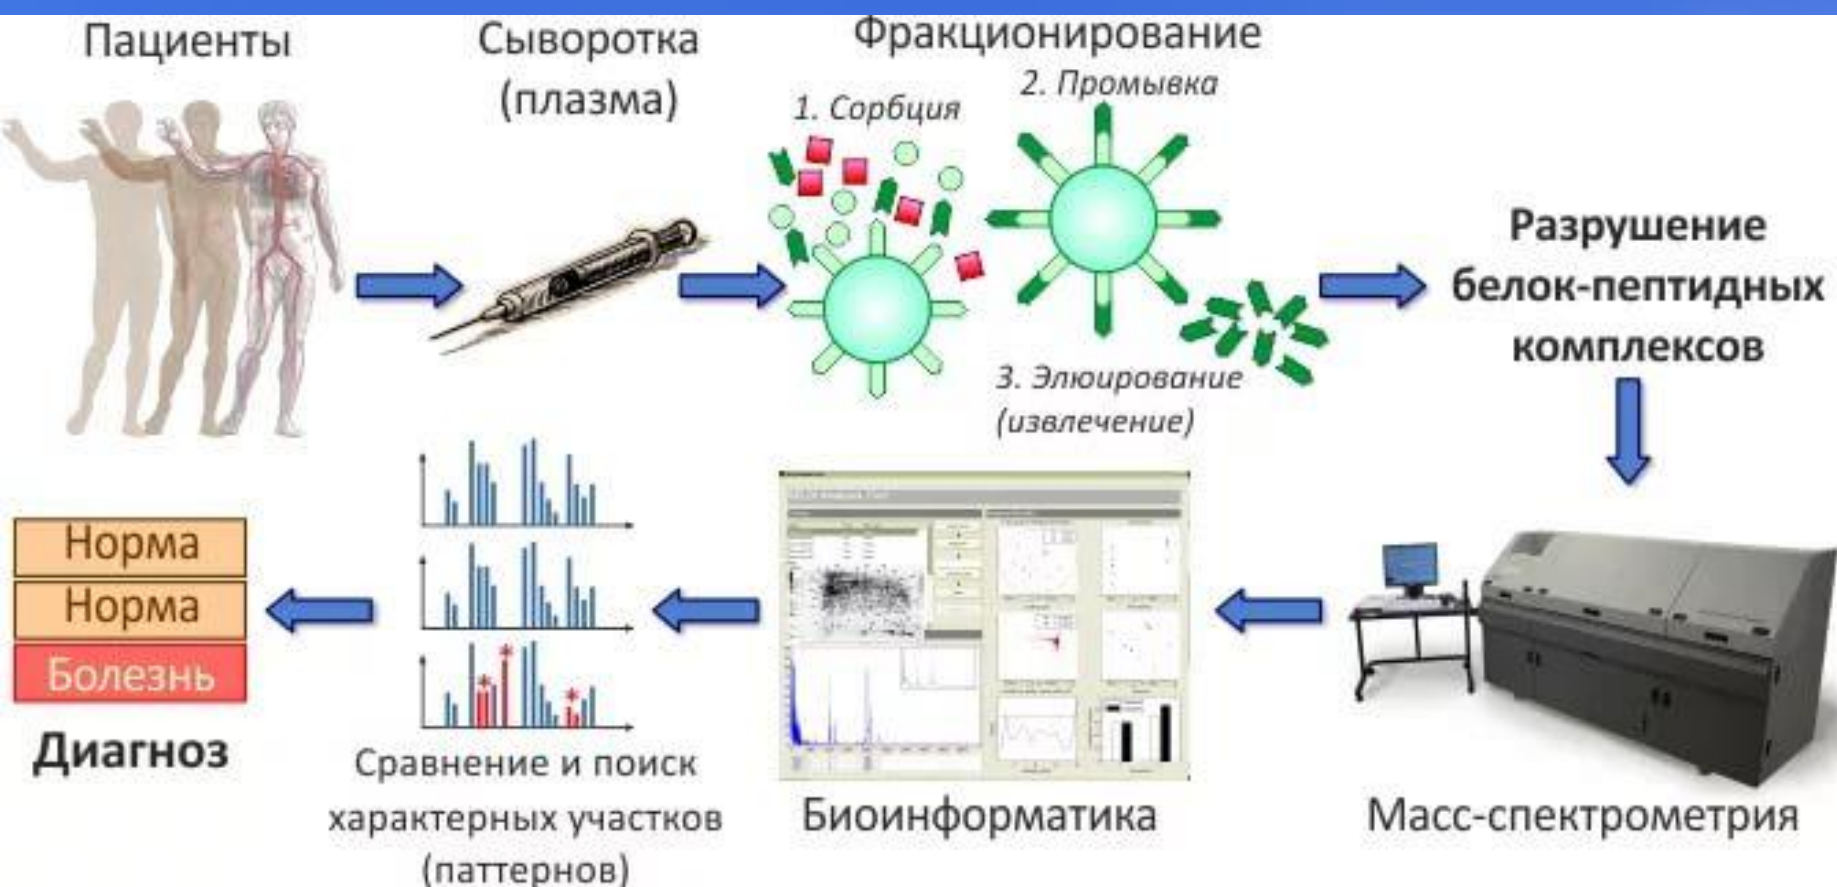 Пациенты
Сыворотка
(плазма)
Фракционирование
1. Сорбция
2. Промывка
3. Элюирование
(извлечение)
Разрушение
белок-пептидных
комплексов
Масс-спектрометрия
Биоинформатика
Сравнение и поиск
характерных участков
(паттернов)
Норма
Норма
Болезнь
Диагноз